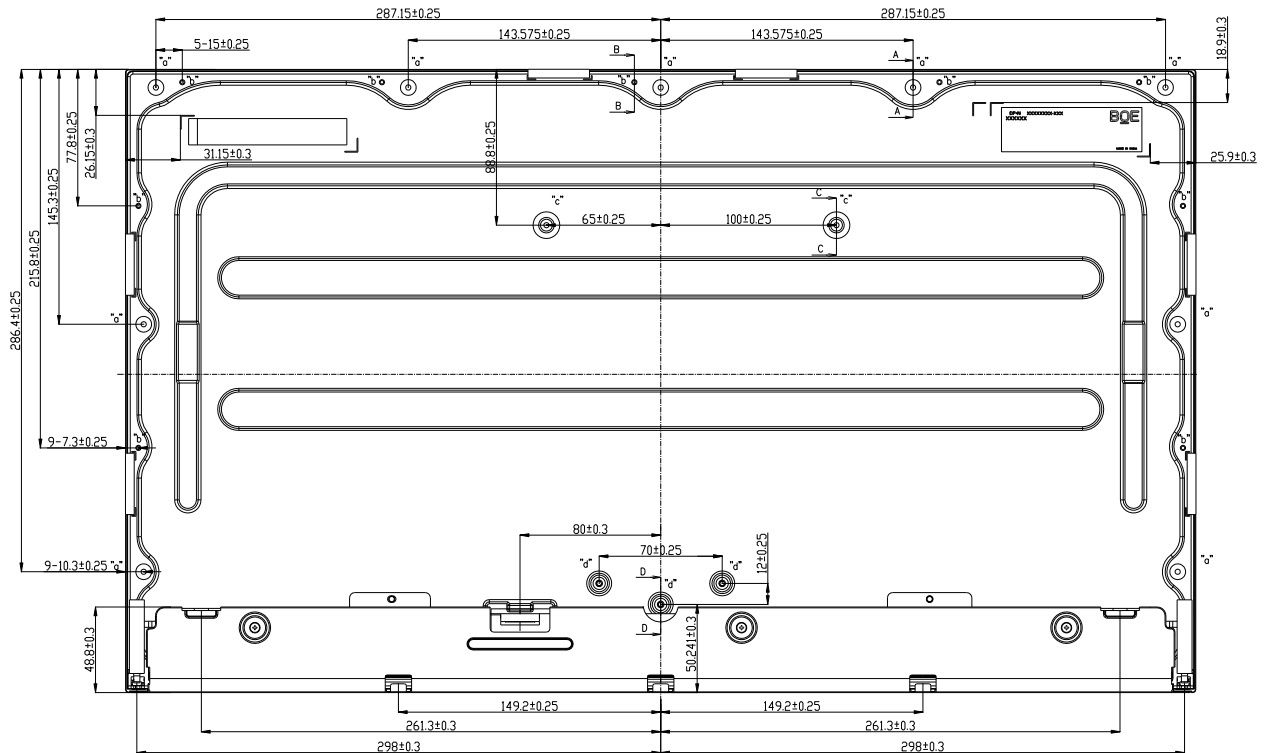 287.15±0.25
287.15±0.25
143.575±0.25
143.575±0.25
18.9±0.3
5-15±0.25
"a"
"a"
"a"
"a"
"a"
B
A
"b"
"b"
"b"
"b"
"b"
B
A
77.8±0.25
26.15±0.3
145.3±0.25
215.8±0.25
286.4±0.25
31.15±0.3
88.8±0.25
XXXXXXXX-XXX
XXXXXX
BOE
25.9±0.3
"b"
"c"
C
"c"
"b"
65±0.25
100±0.25
C
"a"
"a"
"b"
9-7.3±0.25
"b"
80±0.3
70±0.25
12±0.25
9-10.3±0.25
"a"
"d"
D
"d"
"d"
"a"
D
48.8±0.3
50.241±0.3
149.2±0.25
149.2±0.25
261.3±0.3
261.3±0.3
298±0.3
298±0.3